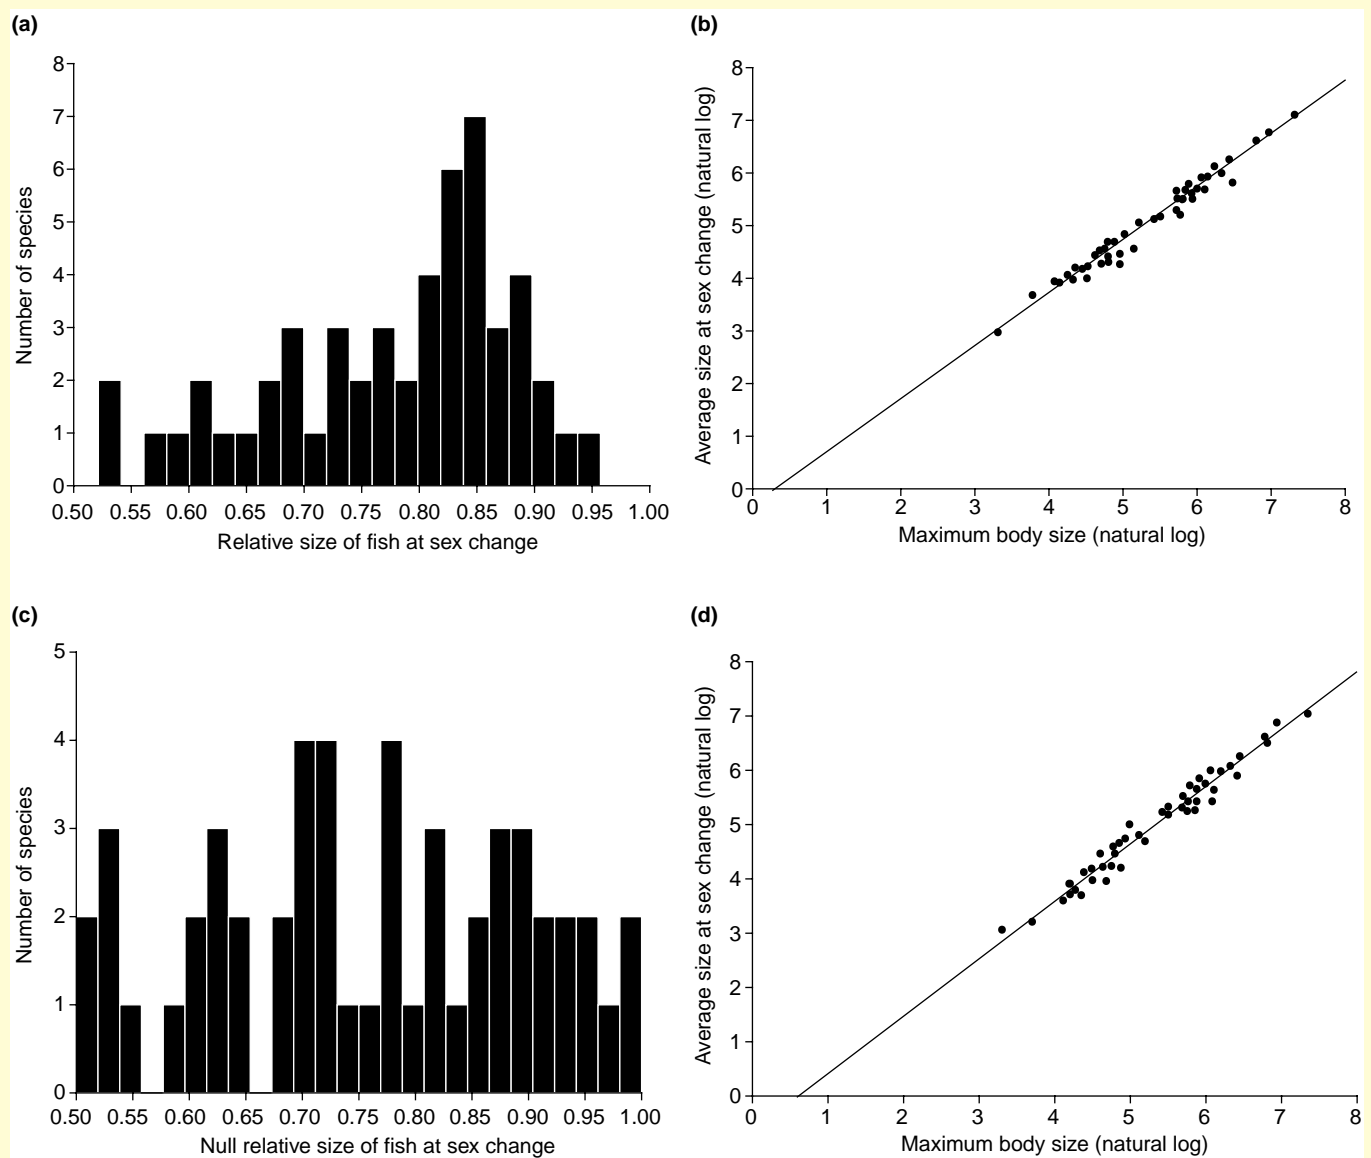 (a)
8
7
6
5
4
3
2
1
0
Number of species
0.50 0.55 0.60 0.65 0.70 0.75 0.80 0.85 0.90 0.95 1.00
Relative size of fish at sex change
(b)
8
7
6
5
4
3
2
1
0
Average size at sex change (natural log)
0 1 2 3 4 5 6 7 8
Maximum body size (natural log)
(c)
5
4
3
2
1
0
Number of species
0.50 0.55 0.60 0.65 0.70 0.75 0.80 0.85 0.90 0.95 1.00
Null relative size of fish at sex change
(d)
8
7
6
5
4
3
2
1
0
Average size at sex change (natural log)
0 1 2 3 4 5 6 7 8
Maximum body size (natural log)